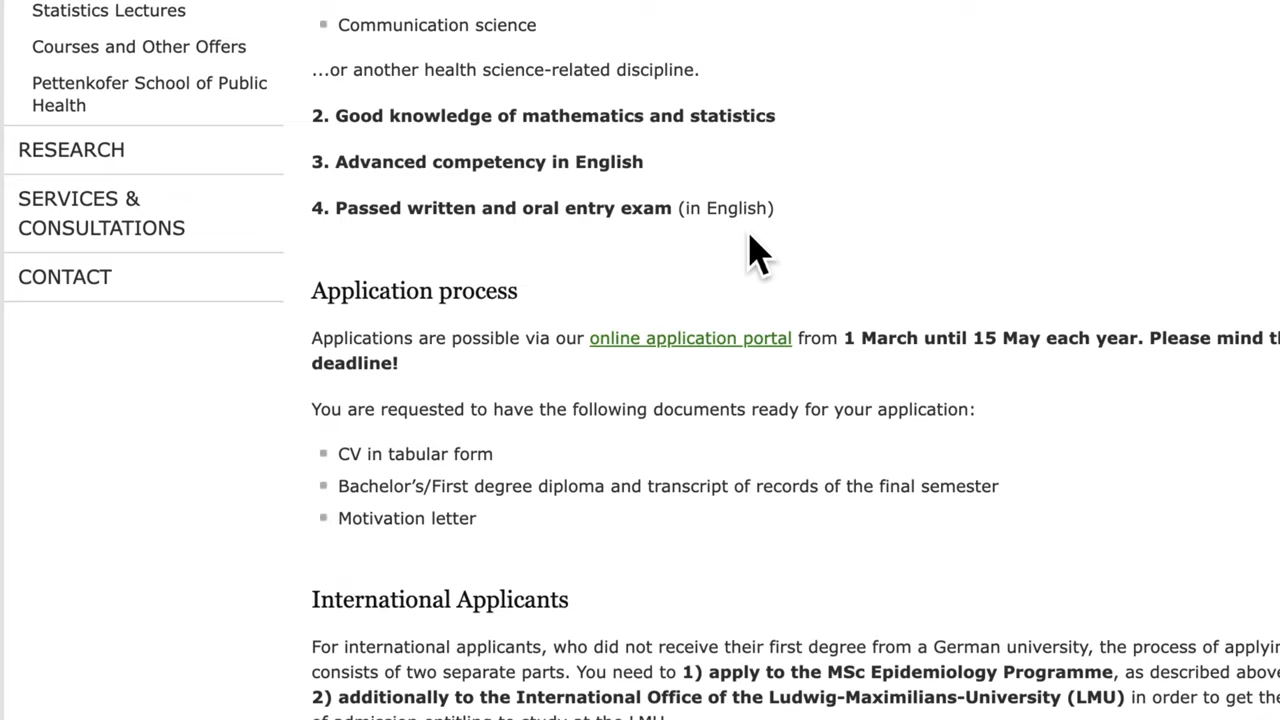 Statistics Lectures
Courses and Other Offers
Pettenkofer School of Public
Health
RESEARCH
SERVICES &
CONSULTATIONS
CONTACT
Communication science
...or another health science-related discipline.
2. Good knowledge of mathematics and statistics
3. Advanced competency in English
4. Passed written and oral entry exam (in English)
Application process
Applications are possible via our online application portal from 1 March until 15 May each year. Please mind
deadline!
You are requested to have the following documents ready for your application:
CV in tabular form
Bachelor’s/First degree diploma and transcript of records of the final semester
Motivation letter
International Applicants
For international applicants, who did not receive their first degree from a German university, the process of
consists of two separate parts. You need to 1) apply to the MSc Epidemiology Programme, as described
2) additionally to the International Office of the Ludwig-Maximilians-University (LMU) in order to get
of admission entitling to study at the LMU